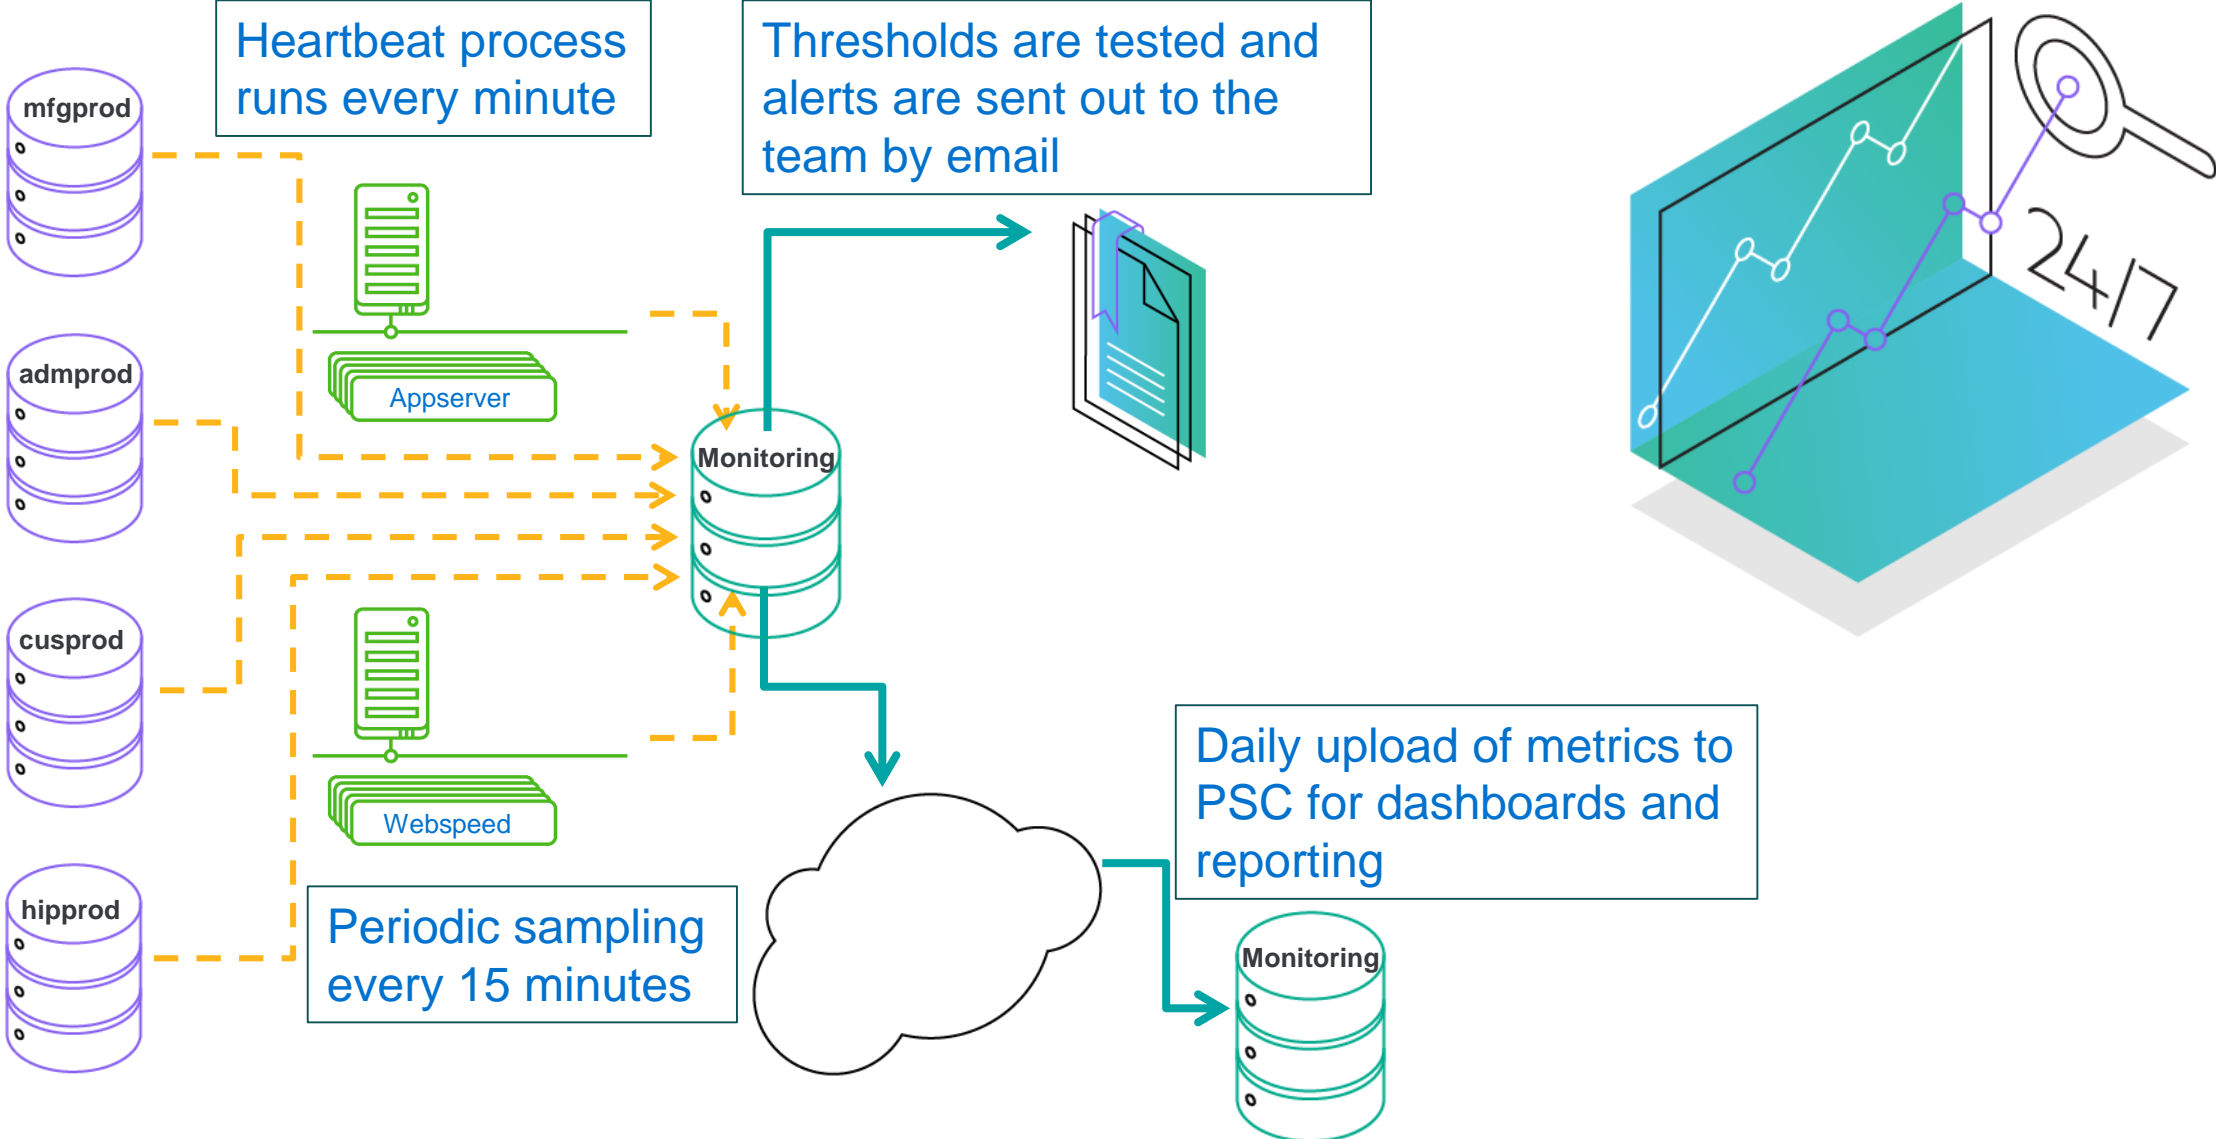 Heartbeat process
runs every minute
Thresholds are tested and
alerts are sent out to the
team by email
mfgprod
admprod
cusprod
hipprod
Appserver
Webspeed
Monitoring
24/7
Periodic sampling
every 15 minutes
Daily upload of metrics to
PSC for dashboards and
reporting
Monitoring